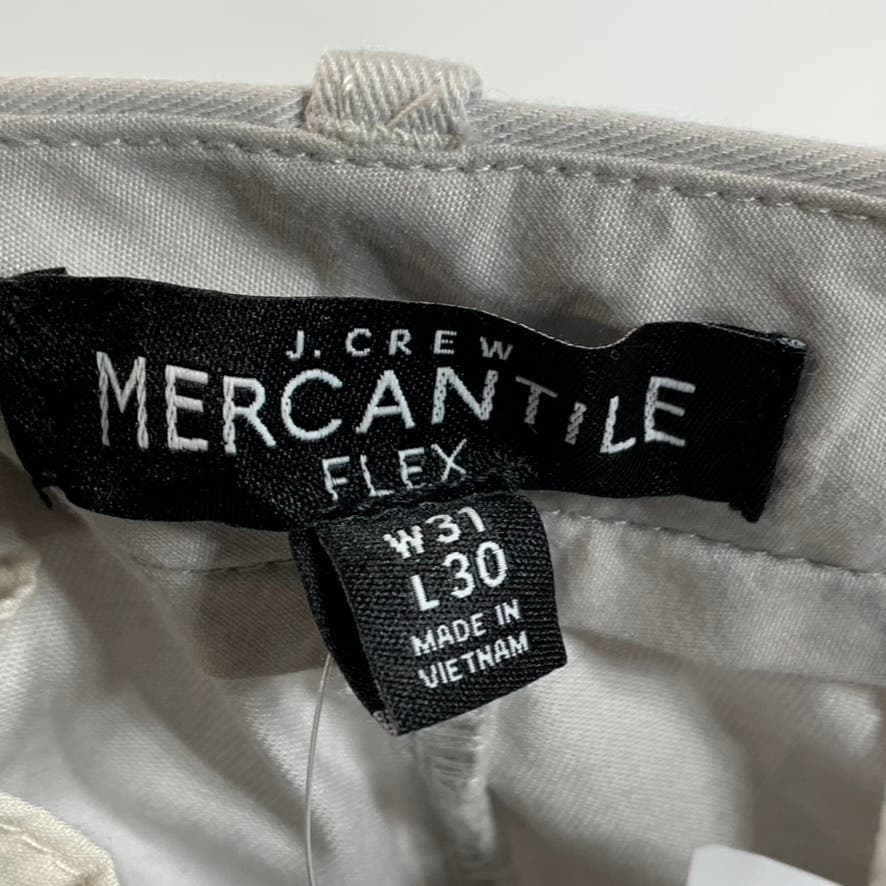 J. CREW
MERCANTILE
FLEX
W31
L30
MADE IN
VIETNAM